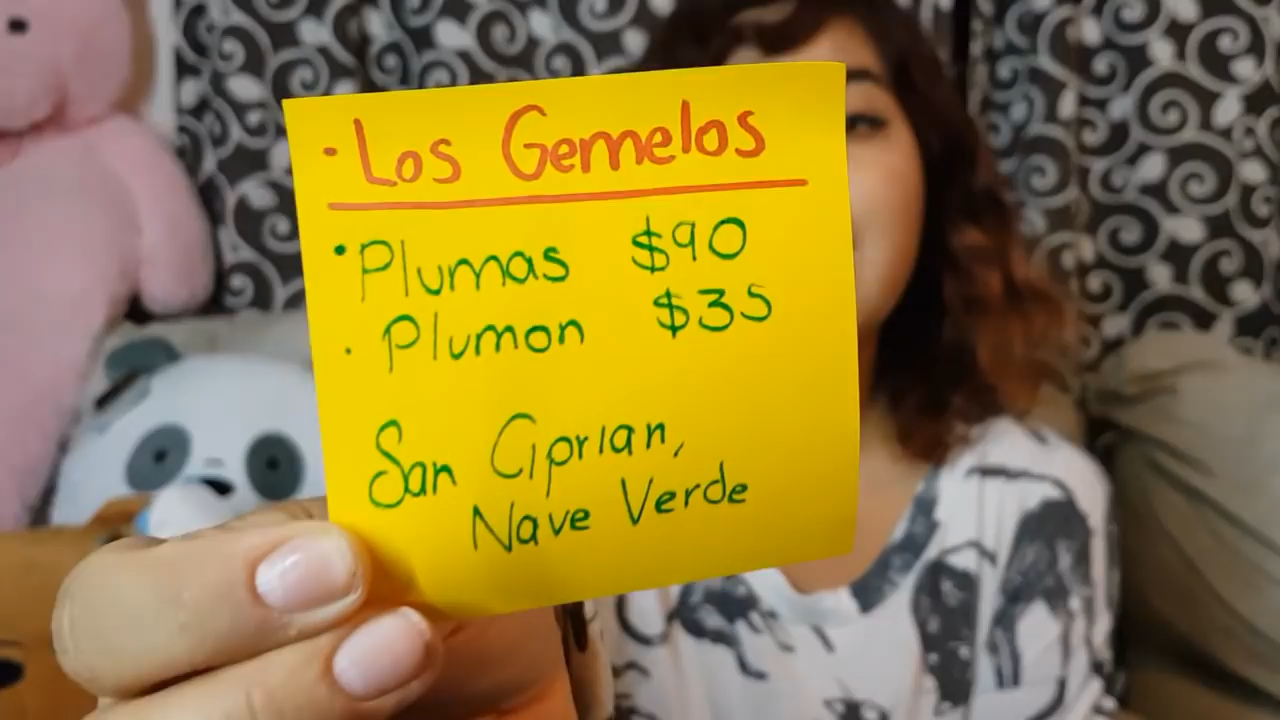 · Los Gemelos
· Plumas $90
· Plumon $35
San Ciprian,
Nave Verde